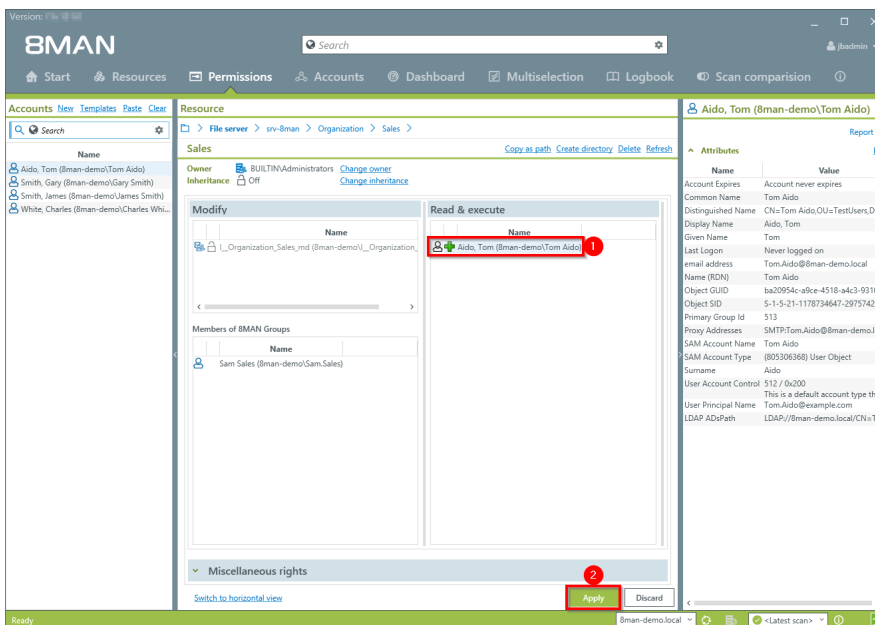 Version:
8MAN
Search
jbadmin
Start Resources Permissions Accounts Dashboard Multiselection Logbook Scan comparision
Accounts New Templates Paste Clear
Search
Name
Aido, Tom (8man-demo\Tom Aido)
Smith, Gary (8man-demo\Gary Smith)
Smith, James (8man-demo\James Smith)
White, Charles (8man-demo\Charles Whi...
Resource
> File server > srv-8man > Organization > Sales >
Sales Copy as path Create directory Delete Refresh
Owner BUILTIN\Administrators Change owner
Inheritance Off Change inheritance
Modify
Name
l__Organization_Sales_md (8man-demo\l__Organization_
Members of 8MAN Groups
Name
Sam Sales (8man-demo\Sam.Sales)
Read & execute
Name
Aido, Tom (8man-demo\Tom Aido)
1
Miscellaneous rights
2
Switch to horizontal view Apply Discard
Aido, Tom (8man-demo\Tom Aido)
Report
Attributes
Name Value
Account Expires Account never expires
Common Name Tom Aido
Distinguished Name CN=Tom Aido,OU=TestUsers,D
Display Name Aido, Tom
Given Name Tom
Last Logon Never logged on
email address Tom.Aido@8man-demo.local
Name (RDN) Tom Aido
Object GUID ba20954c-a9ce-4518-a4c3-931
Object SID S-1-5-21-1178734647-2975742
Primary Group Id 513
Proxy Addresses SMTP:Tom.Aido@8man-demo.l
SAM Account Name Tom Aido
SAM Account Type (805306368) User Object
Surname Aido
User Account Control 512 / 0x200
This is a default account type th
User Principal Name Tom.Aido@example.com
LDAP ADsPath LDAP://8man-demo.local/CN=T
Ready 8man-demo.local <Latest scan>